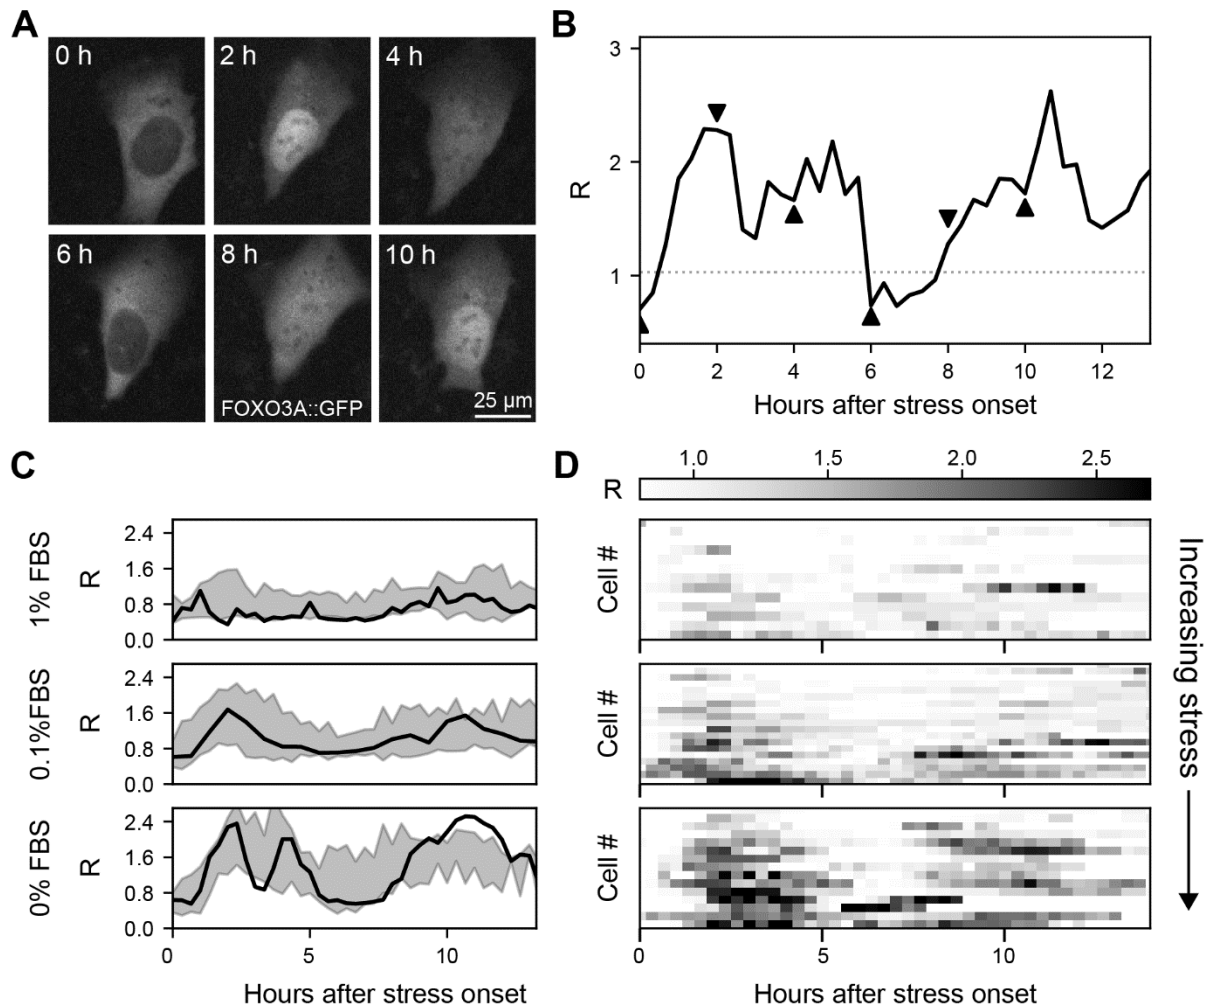 A
0 h
2 h
4 h
6 h
8 h
10 h
FOXO3A::GFP
25 µm
B
3
2
1
R
0
2
4
6
8
10
12
Hours after stress onset
C
1% FBS
R
2.4
1.6
0.8
0.0
0.1%FBS
R
2.4
1.6
0.8
0.0
0% FBS
R
2.4
1.6
0.8
0.0
0
5
10
Hours after stress onset
D
1.0
1.5
2.0
2.5
R
Cell #
Cell #
Cell #
0
5
10
Hours after stress onset
Increasing stress